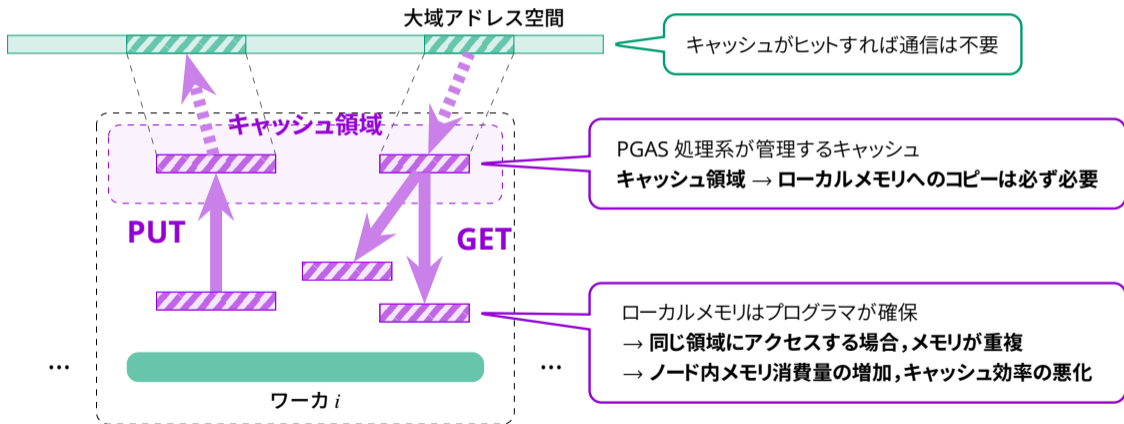 大域アドレス空間
キャッシュがヒットすれば通信は不要
キャッシュ領域
PGAS 処理系が管理するキャッシュ
キャッシュ領域 → ローカルメモリへのコピーは必ず必要
PUT
GET
ローカルメモリはプログラマが確保
→ 同じ領域にアクセスする場合，メモリが重複
→ ノード内メモリ消費量の増加，キャッシュ効率の悪化
...
...
ワーカ i